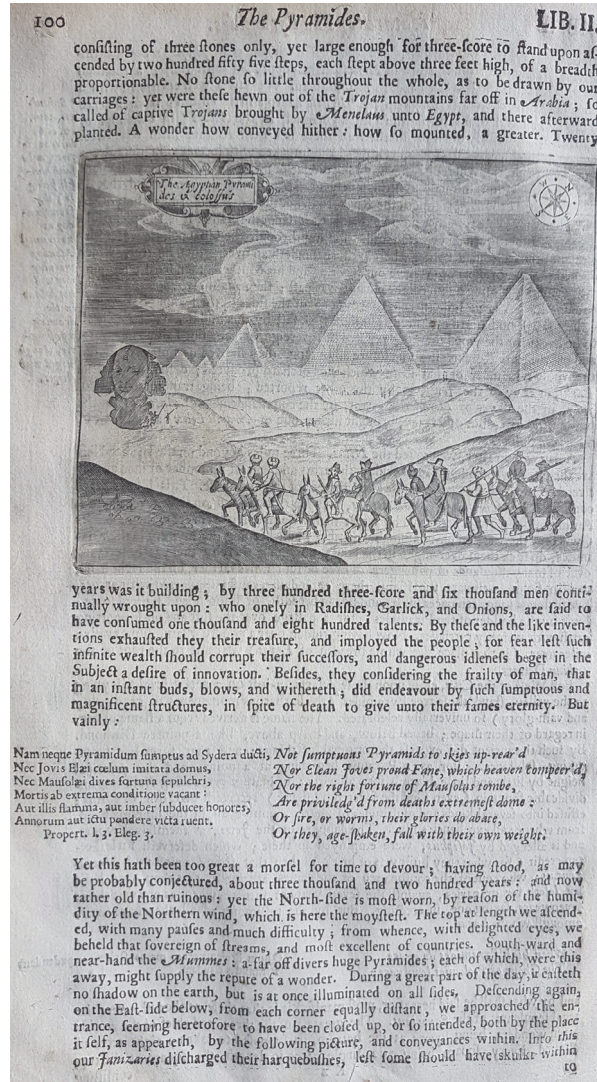 100
The Pyramides.
LIB. II.
conſiſting of three ſtones only, yet large enough for three-ſcore to ſtand upon aſ-
cended by two hundred fifty five ſteps, each ſtept above three feet high, of a breadth
proportionable. No ſtone ſo little throughout the whole, as to be drawn by our
carriages: yet were theſe hewn out of the Trojan mountains far off in Arabia; ſo
called of captive Trojans brought by Menelaus unto Egypt, and there afterward
planted. A wonder how conveyed hither: how ſo mounted, a greater. Twenty
The Aegyptian Pyrami
des & coloſſus
years was it building; by three hundred three-ſcore and ſix thouſand men conti-
nually wrought upon: who onely in Radiſhes, Garlick, and Onions, are ſaid to
have conſumed one thouſand and eight hundred talents. By theſe and the like inven-
tions exhauſted they their treaſure, and imployed the people; for fear leſt ſuch
infinite wealth ſhould corrupt their ſucceſſors, and dangerous idleneſs beget in the
Subject a deſire of innovation. Beſides, they conſidering the frailty of man, that
in an inſtant buds, blows, and withereth; did endeavour by ſuch ſumptuous and
magnificent ſtructures, in ſpite of death to give unto their fames eternity. But
vainly:
Nam neque Pyramidum ſumptus ad Sydera ducti,
Nec Jovis Elæi cœlum imitata domus,
Nec Mauſolæi dives fortuna ſepulchri,
Mortis ab extrema conditione vacant:
Aut illis flamma, aut imber ſubducet honores,
Annorum aut ictu pondere victa ruent.
Propert. l. 3. Eleg. 3.
Not ſumptuous Pyramids to skies up-rear'd
Nor Elean Joves proud Fane, which heaven compeer'd,
Nor the right fortune of Mauſolus tombe,
Are priviledg'd from deaths extremeſt dome:
Or fire, or worms, their glories do abate,
Or they, age-ſhaken, fall with their own weight.
Yet this hath been too great a morſel for time to devour; having ſtood, as may
be probably conjectured, about three thouſand and two hundred years: and now
rather old than ruinous: yet the North-ſide is moſt worn, by reaſon of the humi-
dity of the Northern wind, which is here the moyſteſt. The top at length we aſcend-
ed, with many pauſes and much difficulty; from whence, with delighted eyes, we
beheld that ſovereign of ſtreams, and moſt excellent of countries. South-ward and
near-hand the Mummes: a-far off divers huge Pyramides; each of which, were this
away, might ſupply the repute of a wonder. During a great part of the day, it caſteth
no ſhadow on the earth, but is at once illuminated on all ſides. Deſcending again,
on the Eaſt-ſide below, from each corner equally diſtant, we approached the en-
trance, ſeeming heretofore to have been cloſed up, or ſo intended, both by the place
it ſelf, as appeareth, by the following picture, and conveyances within. Into this
our Janizaries diſcharged their harquebuſhes, leſt ſome ſhould have skulkt within
to